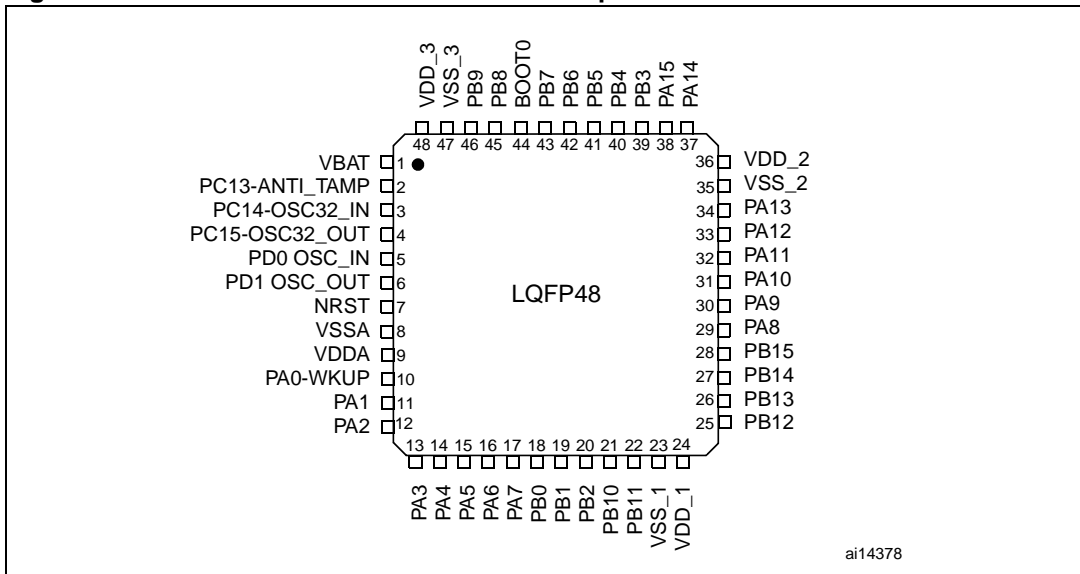 VDD_3
VSS_3
PB9
PB8
BOOT0
PB7
PB6
PB5
PB4
PB3
PA15
PA14
48 47 46 45 44 43 42 41 40 39 38 37
VBAT 1
PC13-ANTI_TAMP 2
PC14-OSC32_IN 3
PC15-OSC32_OUT 4
PD0 OSC_IN 5
PD1 OSC_OUT 6
NRST 7
VSSA 8
VDDA 9
PA0-WKUP 10
PA1 11
PA2 12
LQFP48
36 VDD_2
35 VSS_2
34 PA13
33 PA12
32 PA11
31 PA10
30 PA9
29 PA8
28 PB15
27 PB14
26 PB13
25 PB12
13 14 15 16 17 18 19 20 21 22 23 24
PA3
PA4
PA5
PA6
PA7
PB0
PB1
PB2
PB10
PB11
VSS_1
VDD_1
ai14378